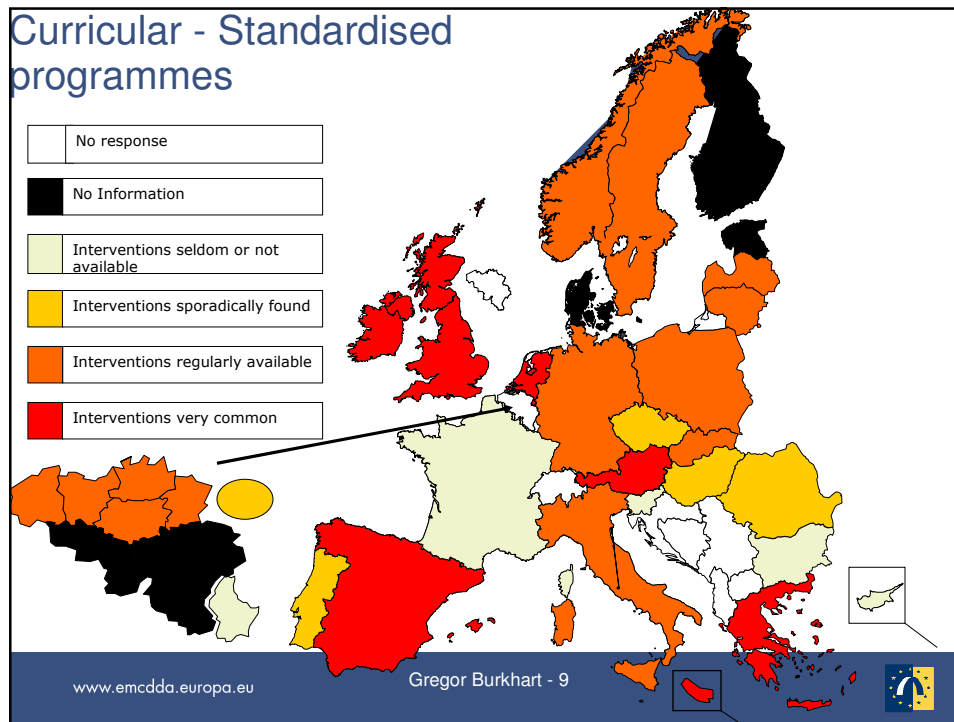 Curricular - Standardised
programmes
No response
No Information
Interventions seldom or not
available
Interventions sporadically found
Interventions regularly available
Interventions very common
www.emcdda.europa.eu
Gregor Burkhart - 9